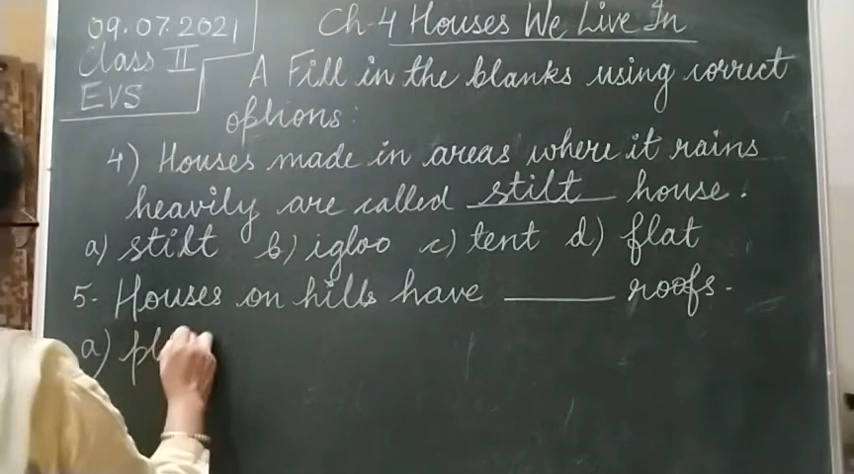 09.07.2021
Class II
EVS
Ch-4 Houses We Live In
A Fill in the blanks using correct
options:
4) Houses made in areas where it rains
heavily are called stilt house.
a) stilt b) igloo c) tent d) flat
5- Houses on hills have ______ roofs.
a) pl